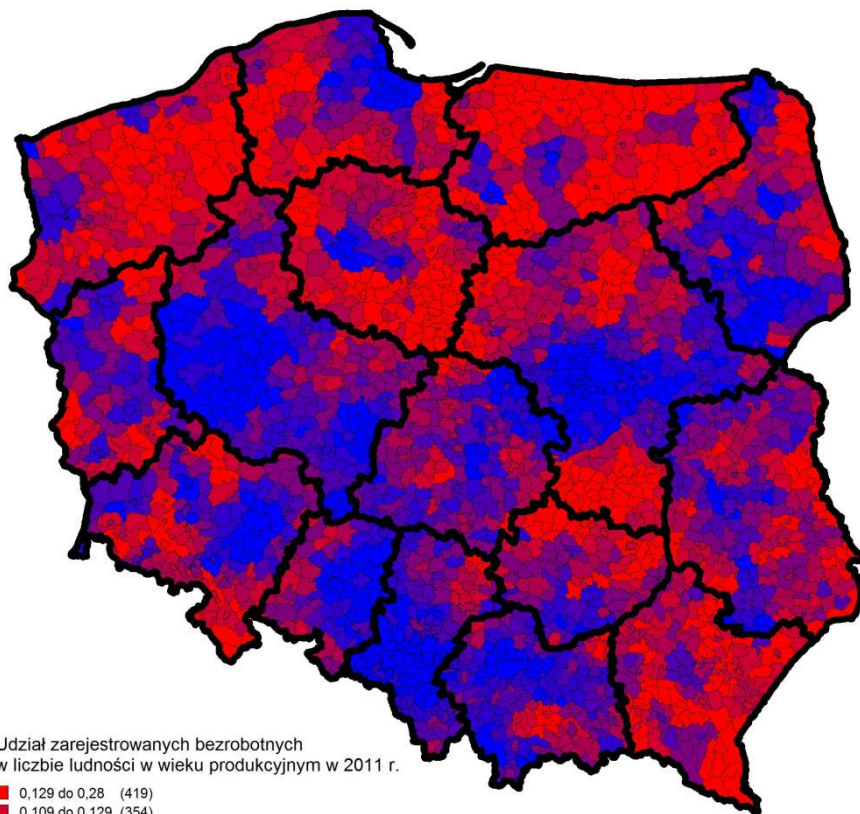 Udział zarejestrowanych bezrobotnych
w liczbie ludności w wieku produkcyjnym w 2011 r.
0,129 do 0,28 (419)
0,109 do 0,129 (354)